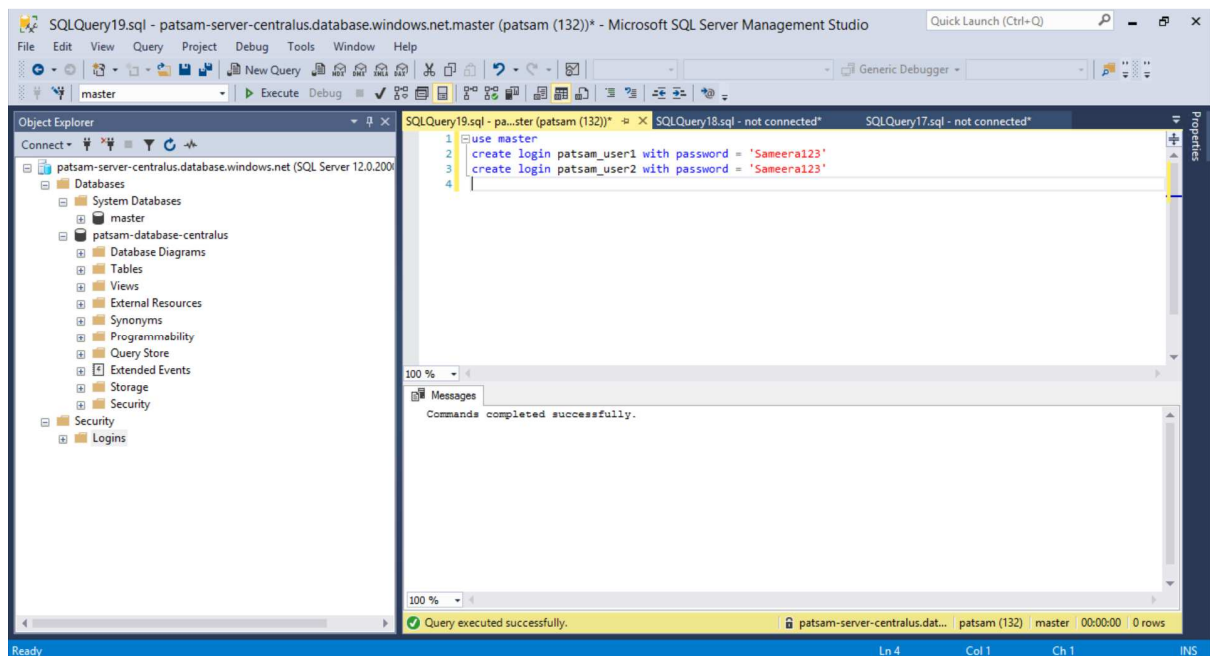 SQLQuery19.sql - patsam-server-centralus.database.windows.net.master (patsam (132))* - Microsoft SQL Server Management Studio
Quick Launch (Ctrl+Q)
File Edit View Query Project Debug Tools Window Help
New Query MDX DMX XMLA DAX Generic Debugger
master Execute Debug
Object Explorer
SQLQuery19.sql - pa...ster (patsam (132))* SQLQuery18.sql - not connected* SQLQuery17.sql - not connected*
Properties
Connect
1 use master
2 create login patsam_user1 with password = 'Sameera123'
3 create login patsam_user2 with password = 'Sameera123'
4
patsam-server-centralus.database.windows.net (SQL Server 12.0.200
Databases
System Databases
master
patsam-database-centralus
Database Diagrams
Tables
Views
External Resources
Synonyms
Programmability
Query Store
Extended Events
Storage
Security
Security
Logins
100 %
Messages
Commands completed successfully.
100 %
Query executed successfully. patsam-server-centralus.dat... patsam (132) master 00:00:00 0 rows
Ready Ln 4 Col 1 Ch 1 INS